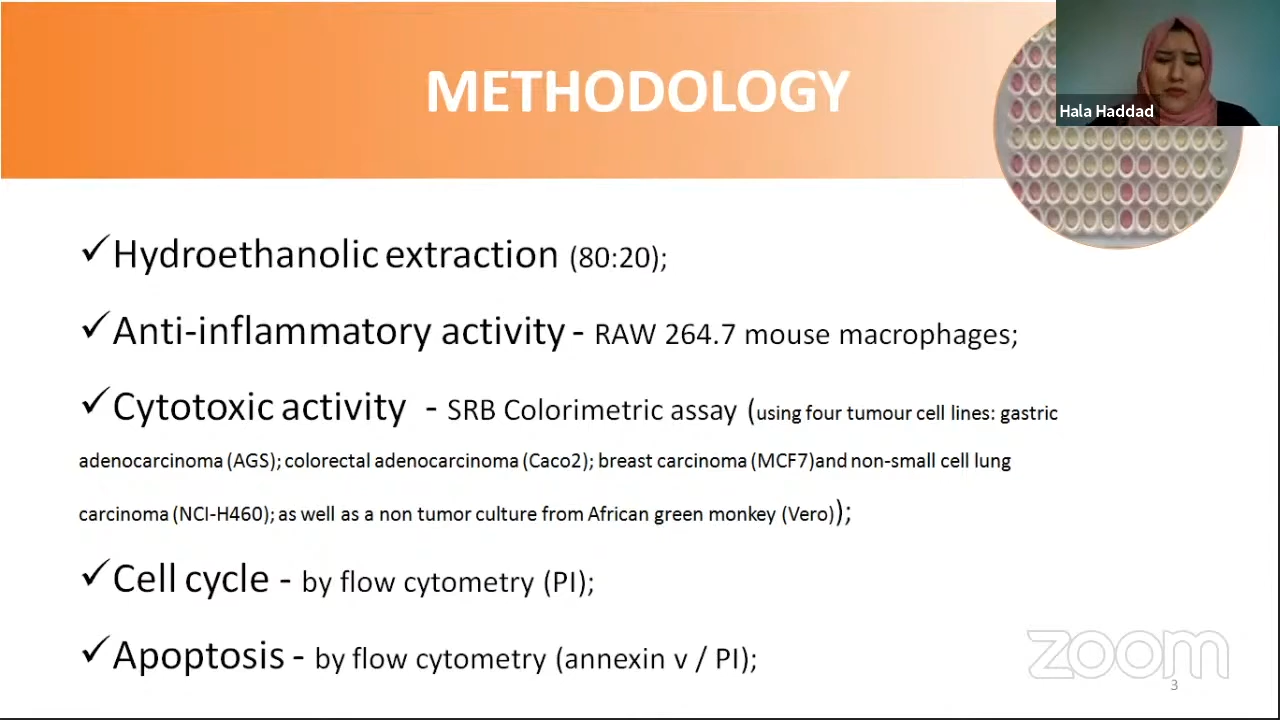 METHODOLOGY
Hala Haddad
✓Hydroethanolic extraction (80:20);
✓Anti-inflammatory activity - RAW 264.7 mouse macrophages;
✓Cytotoxic activity - SRB Colorimetric assay (using four tumour cell lines: gastric
adenocarcinoma (AGS); colorectal adenocarcinoma (Caco2); breast carcinoma (MCF7)and non-small cell lung
carcinoma (NCI-H460); as well as a non tumor culture from African green monkey (Vero));
✓Cell cycle - by flow cytometry (PI);
✓Apoptosis - by flow cytometry (annexin v / PI);
zoom
3